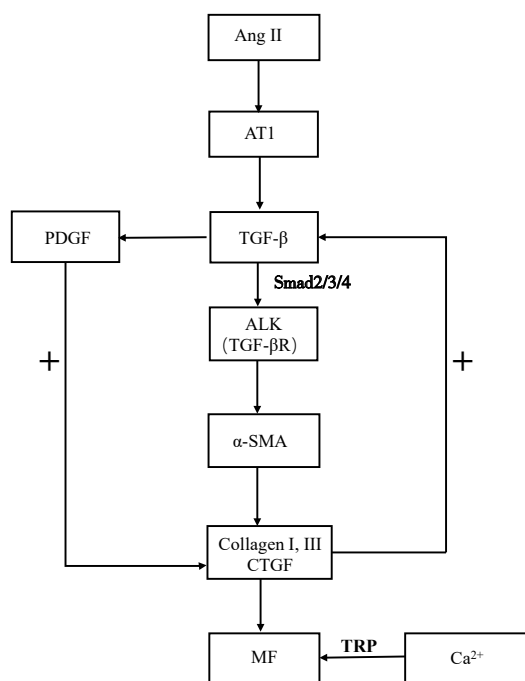 Ang II
AT1
PDGF
TGF-β
Smad2/3/4
ALK
(TGF-βR)
+
+
α-SMA
Collagen I, III
CTGF
MF
TRP
Ca²⁺